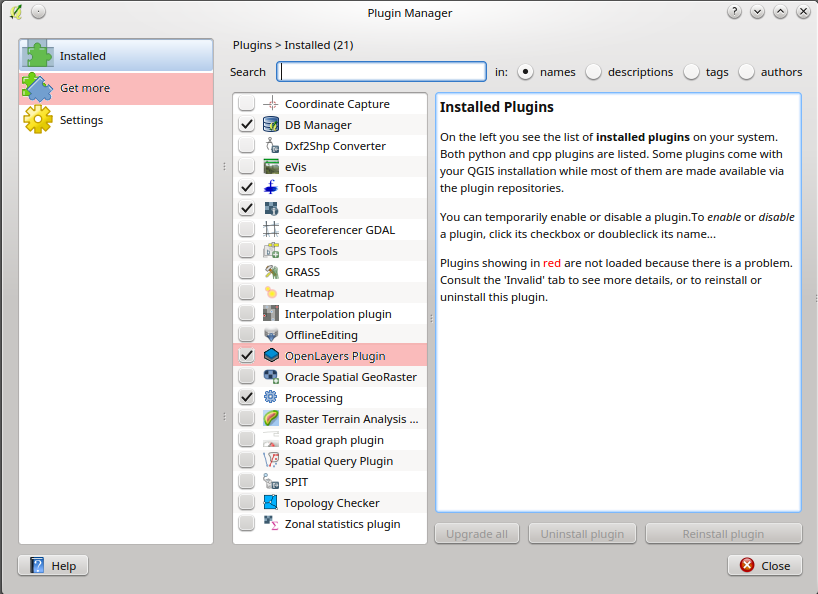 Plugin Manager
Installed
Get more
Settings
Plugins > Installed (21)
Search
in:
names
descriptions
tags
authors
Coordinate Capture
DB Manager
Dxf2Shp Converter
eVis
fTools
GdalTools
Georeferencer GDAL
GPS Tools
GRASS
Heatmap
Interpolation plugin
OfflineEditing
OpenLayers Plugin
Oracle Spatial GeoRaster
Processing
Raster Terrain Analysis ...
Road graph plugin
Spatial Query Plugin
SPIT
Topology Checker
Zonal statistics plugin
Installed Plugins
On the left you see the list of installed plugins on your system.
Both python and cpp plugins are listed. Some plugins come with
your QGIS installation while most of them are made available via
the plugin repositories.
You can temporarily enable or disable a plugin.To enable or disable
a plugin, click its checkbox or doubleclick its name...
Plugins showing in red are not loaded because there is a problem.
Consult the 'Invalid' tab to see more details, or to reinstall or
uninstall this plugin.
Upgrade all
Uninstall plugin
Reinstall plugin
Help
Close